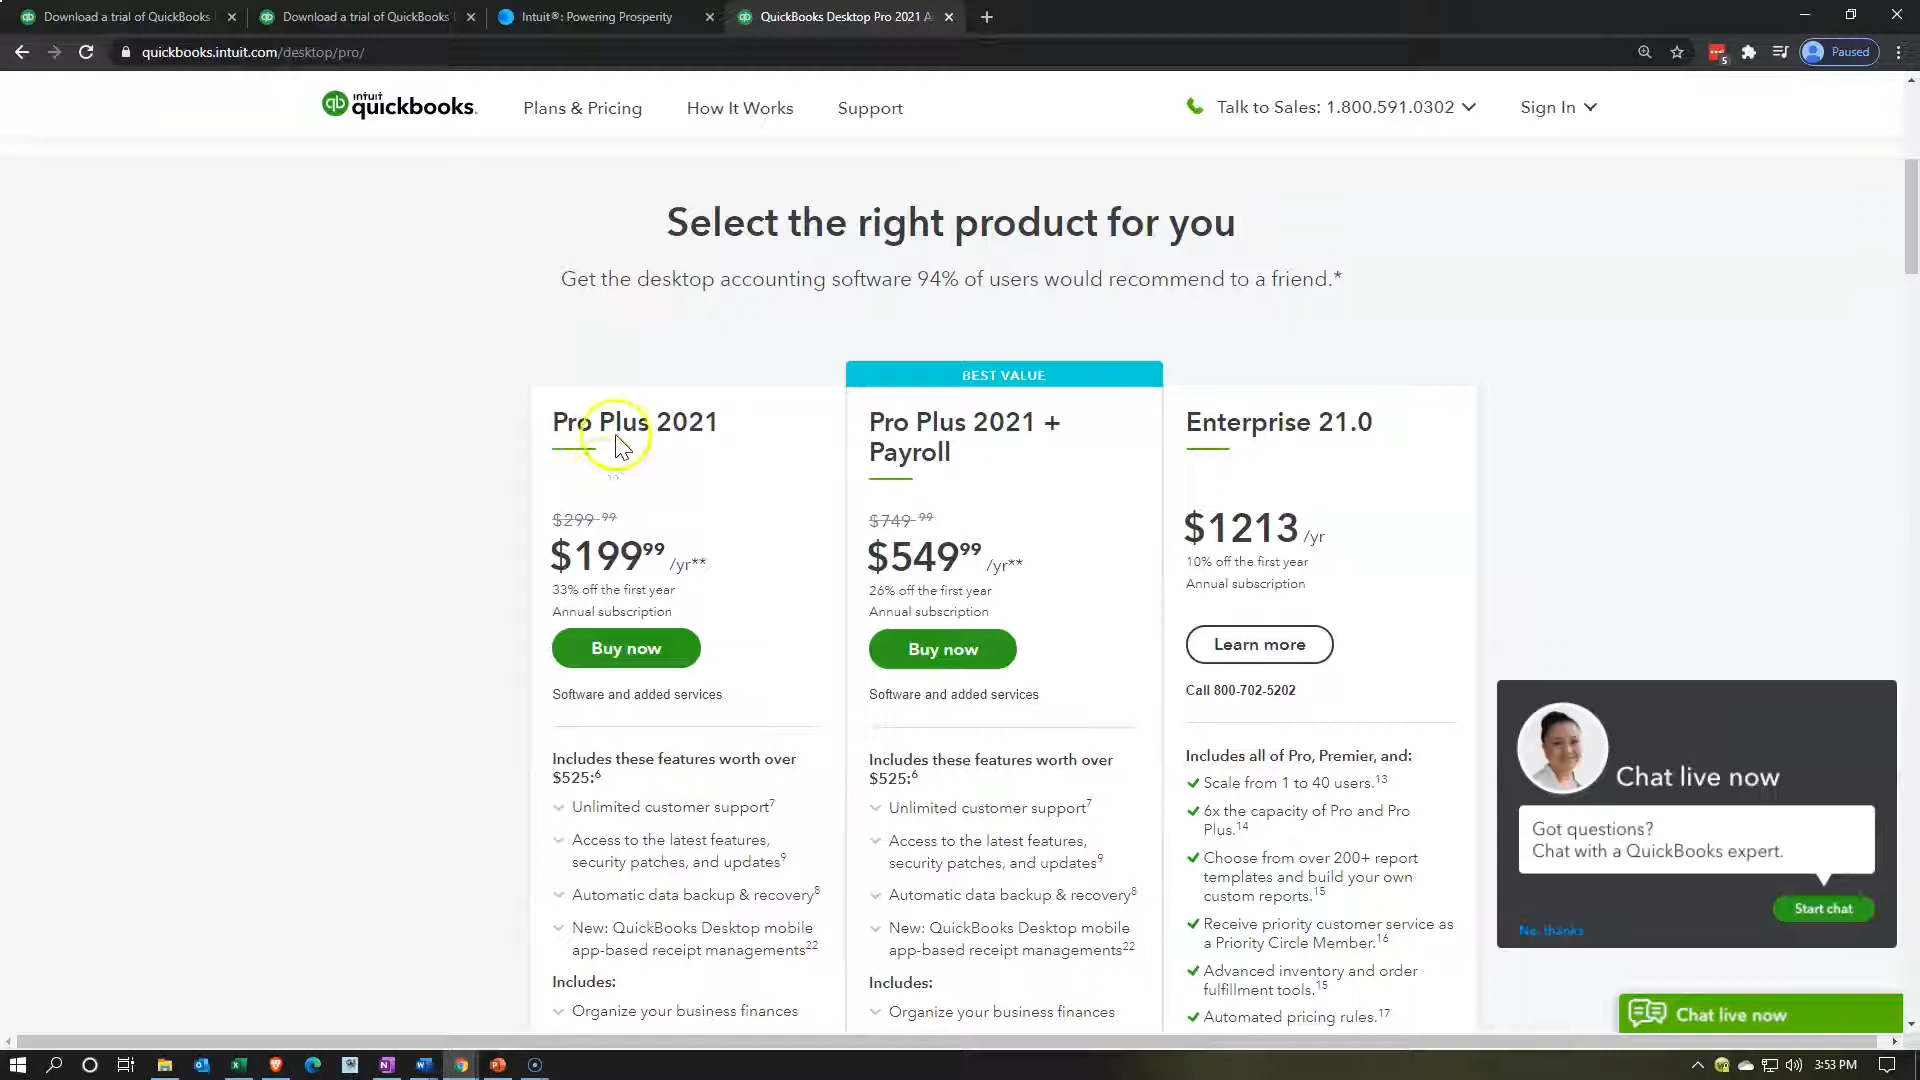 Download a trial of QuickBooks
Download a trial of QuickBooks
Intuit®: Powering Prosperity
QuickBooks Desktop Pro 2021 A
quickbooks.intuit.com/desktop/pro/
5
Paused
intuit quickbooks.
Plans & Pricing
How It Works
Support
Talk to Sales: 1.800.591.0302
Sign In
Select the right product for you
Get the desktop accounting software 94% of users would recommend to a friend.*
BEST VALUE
Pro Plus 2021
$299.99
$199⁹⁹ /yr**
33% off the first year
Annual subscription
Buy now
Software and added services
Includes these features worth over
$525:⁶
Unlimited customer support⁷
Access to the latest features,
security patches, and updates⁹
Automatic data backup & recovery⁸
New: QuickBooks Desktop mobile
app-based receipt managements²²
Includes:
Organize your business finances
Pro Plus 2021 +
Payroll
$749.99
$549⁹⁹ /yr**
26% off the first year
Annual subscription
Buy now
Software and added services
Includes these features worth over
$525:⁶
Unlimited customer support⁷
Access to the latest features,
security patches, and updates⁹
Automatic data backup & recovery⁸
New: QuickBooks Desktop mobile
app-based receipt managements²²
Includes:
Organize your business finances
Enterprise 21.0
$1213 /yr
10% off the first year
Annual subscription
Learn more
Call 800-702-5202
Includes all of Pro, Premier, and:
Scale from 1 to 40 users.¹³
6x the capacity of Pro and Pro
Plus.¹⁴
Choose from over 200+ report
templates and build your own
custom reports.¹⁵
Receive priority customer service as
a Priority Circle Member.¹⁶
Advanced inventory and order
fulfillment tools.¹⁵
Automated pricing rules.¹⁷
Chat live now
Got questions?
Chat with a QuickBooks expert.
Start chat
No, thanks
Chat live now
3:53 PM